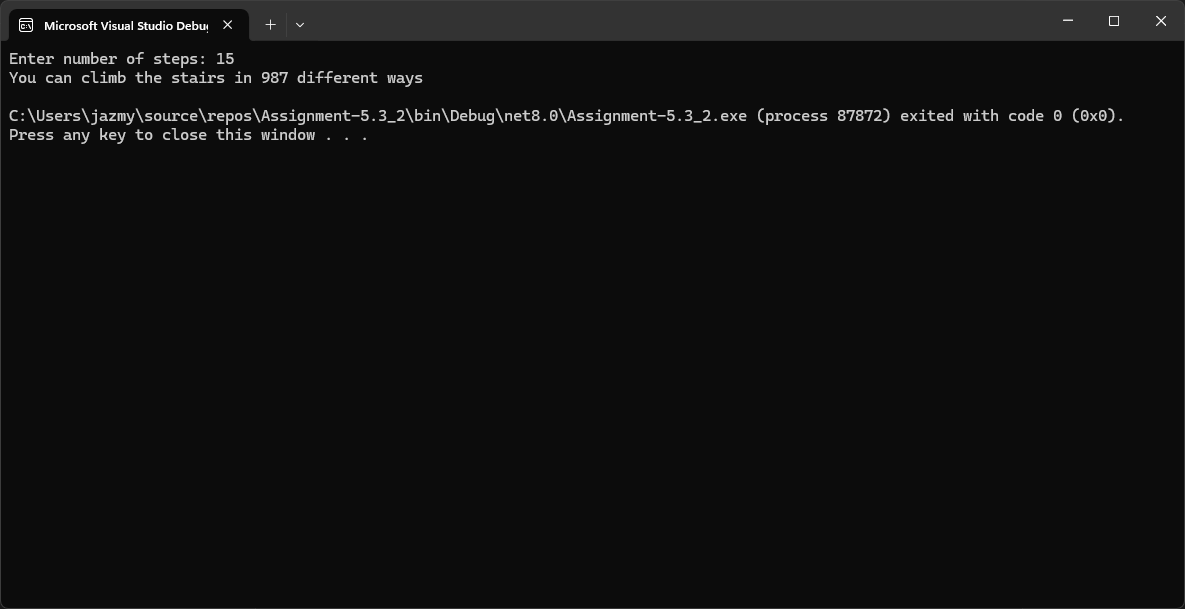 Microsoft Visual Studio Debug
Enter number of steps: 15
You can climb the stairs in 987 different ways
C:\Users\jazmy\source\repos\Assignment-5.3_2\bin\Debug\net8.0\Assignment-5.3_2.exe (process 87872) exited with code 0 (0x0).
Press any key to close this window . . .